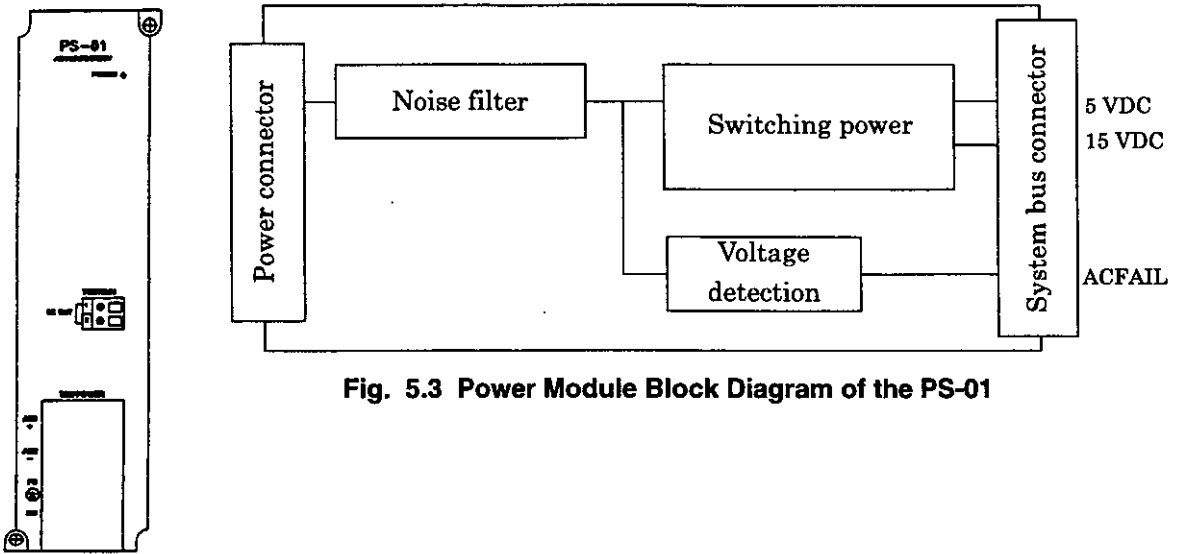 PS-01
POWER
Power connector
Noise filter
Switching power
Voltage
detection
System bus connector
5 VDC
15 VDC
ACFAIL
Fig. 5.3 Power Module Block Diagram of the PS-01